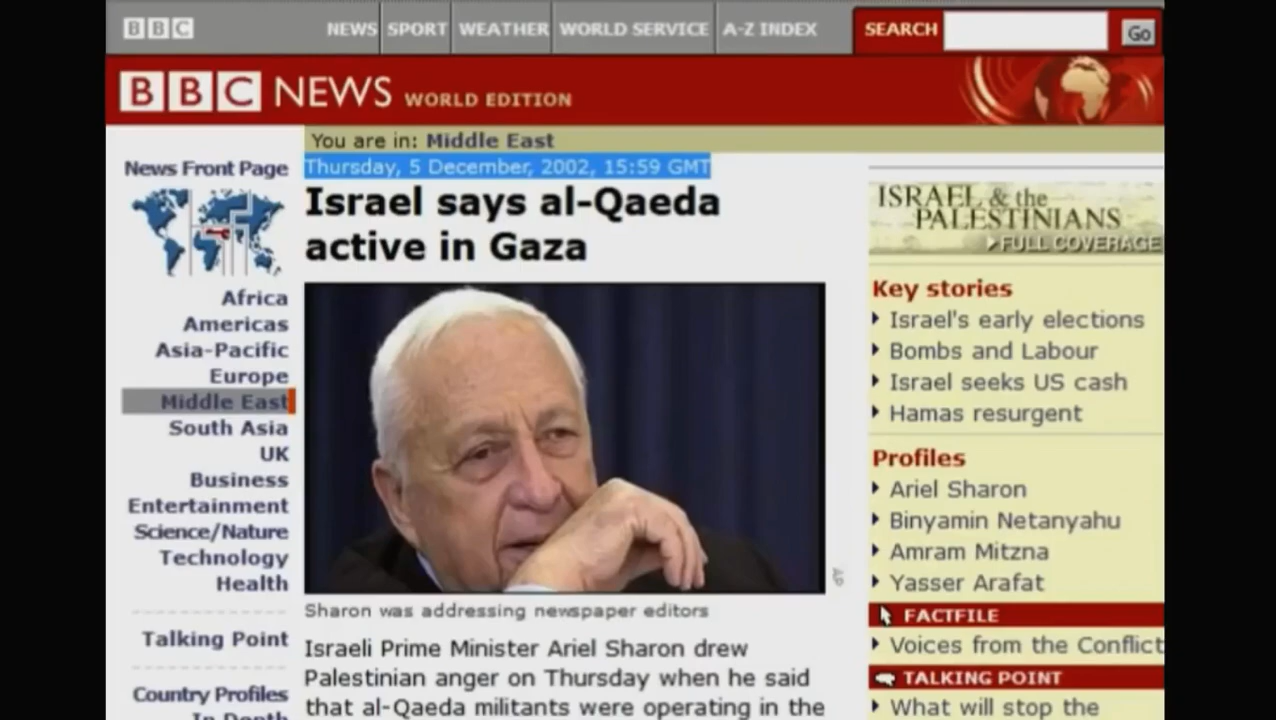 BBC NEWS SPORT WEATHER WORLD SERVICE A-Z INDEX SEARCH Go
BBC NEWS WORLD EDITION
You are in: Middle East
Thursday, 5 December, 2002, 15:59 GMT
Israel says al-Qaeda
active in Gaza
AP
Sharon was addressing newspaper editors
Israeli Prime Minister Ariel Sharon drew
Palestinian anger on Thursday when he said
that al-Qaeda militants were operating in the
News Front Page
Africa
Americas
Asia-Pacific
Europe
Middle East
South Asia
UK
Business
Entertainment
Science/Nature
Technology
Health
Talking Point
Country Profiles
In Depth
ISRAEL & the
PALESTINIANS
FULL COVERAGE
Key stories
Israel's early elections
Bombs and Labour
Israel seeks US cash
Hamas resurgent
Profiles
Ariel Sharon
Binyamin Netanyahu
Amram Mitzna
Yasser Arafat
FACTFILE
Voices from the Conflict
TALKING POINT
What will stop the